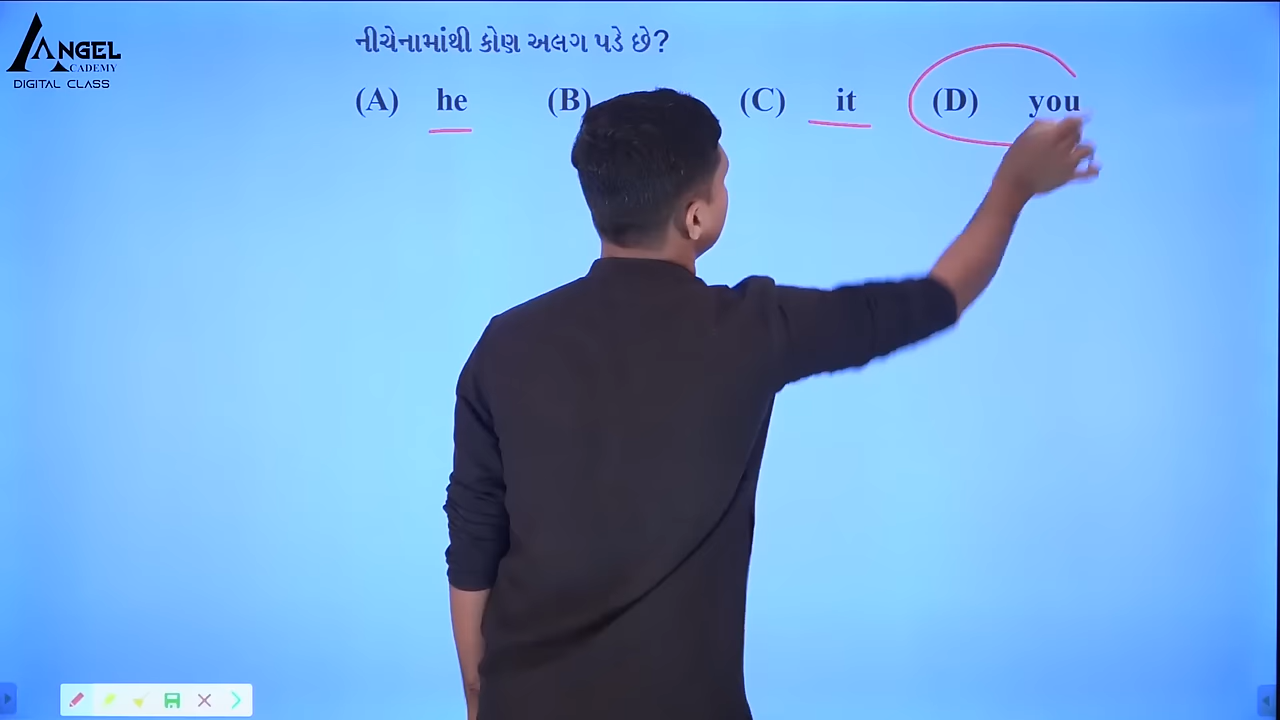 ANGEL
ACADEMY
DIGITAL CLASS
નીચેનામાંથી કોણ અલગ પડે છે?
(A) he (B) (C) it (D) you